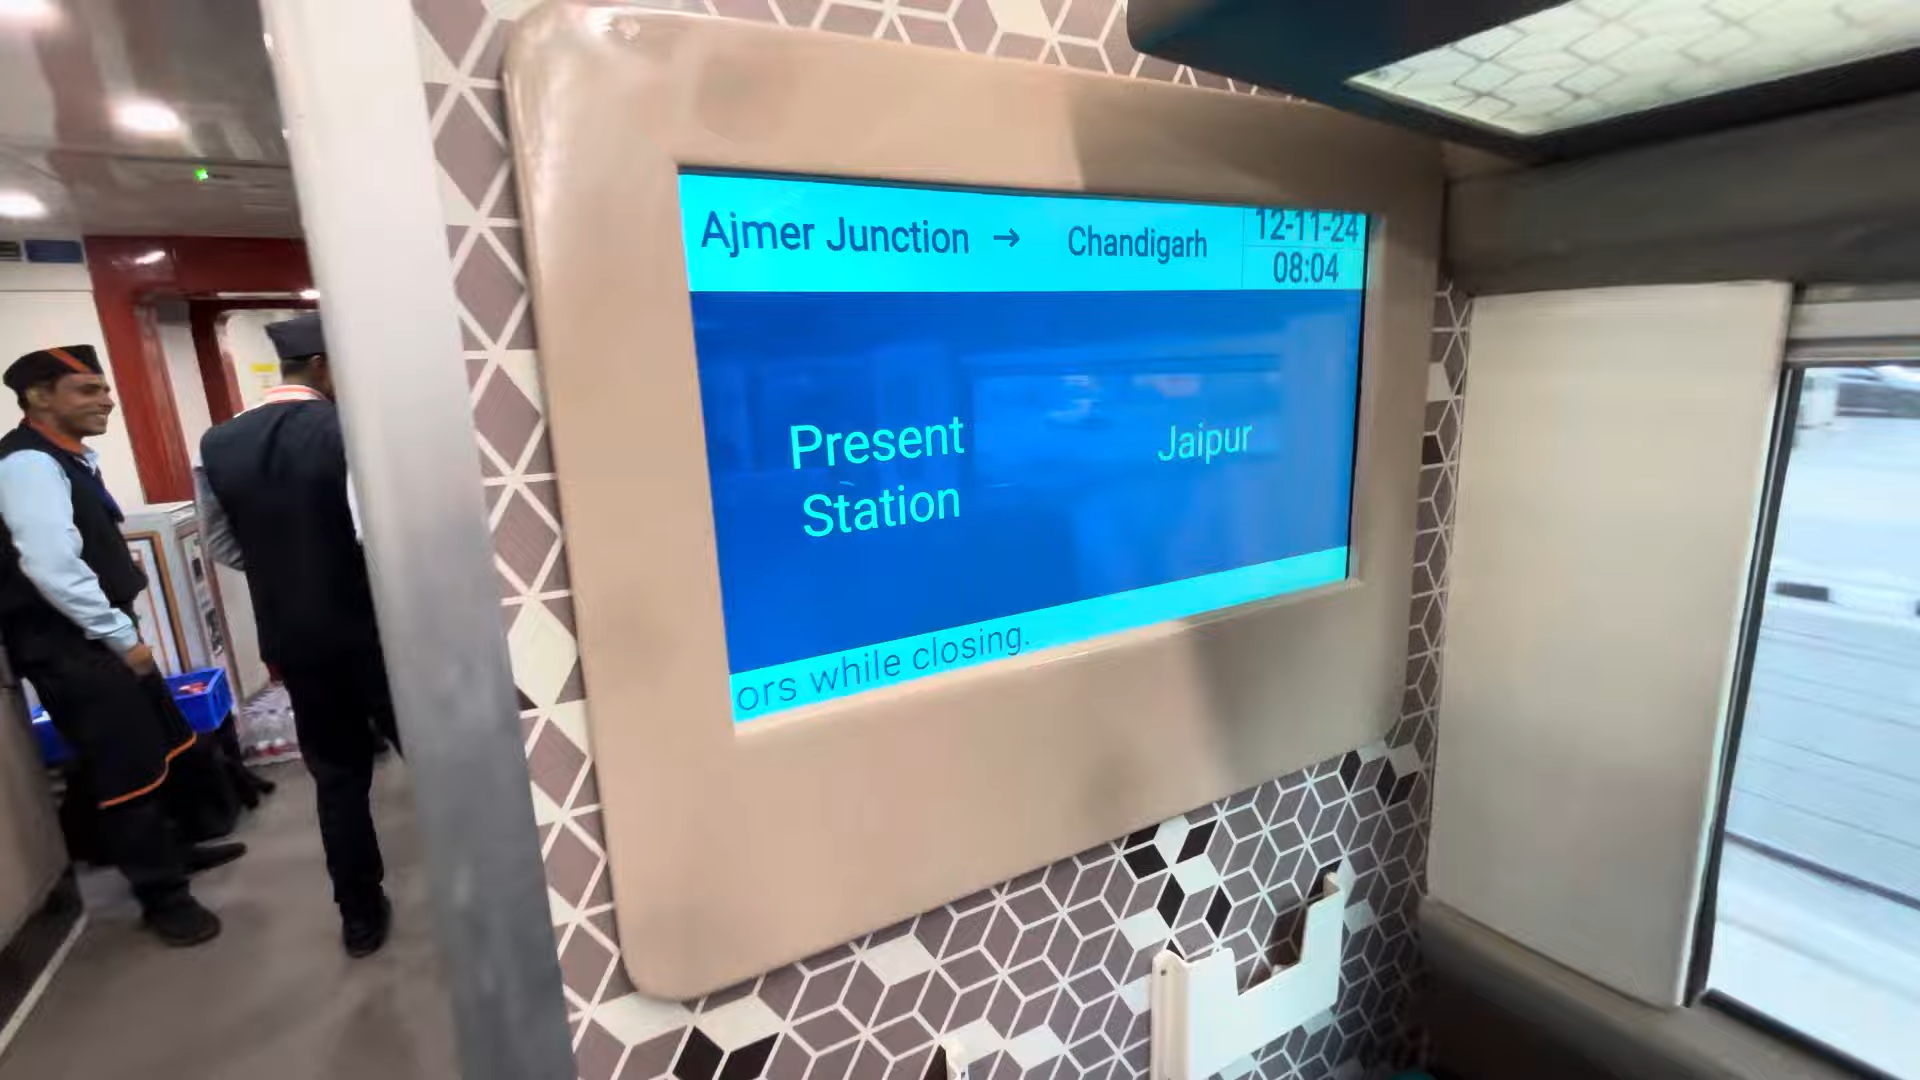 Ajmer Junction → Chandigarh
12-11-24
08:04
Present
Station
Jaipur
ors while closing.